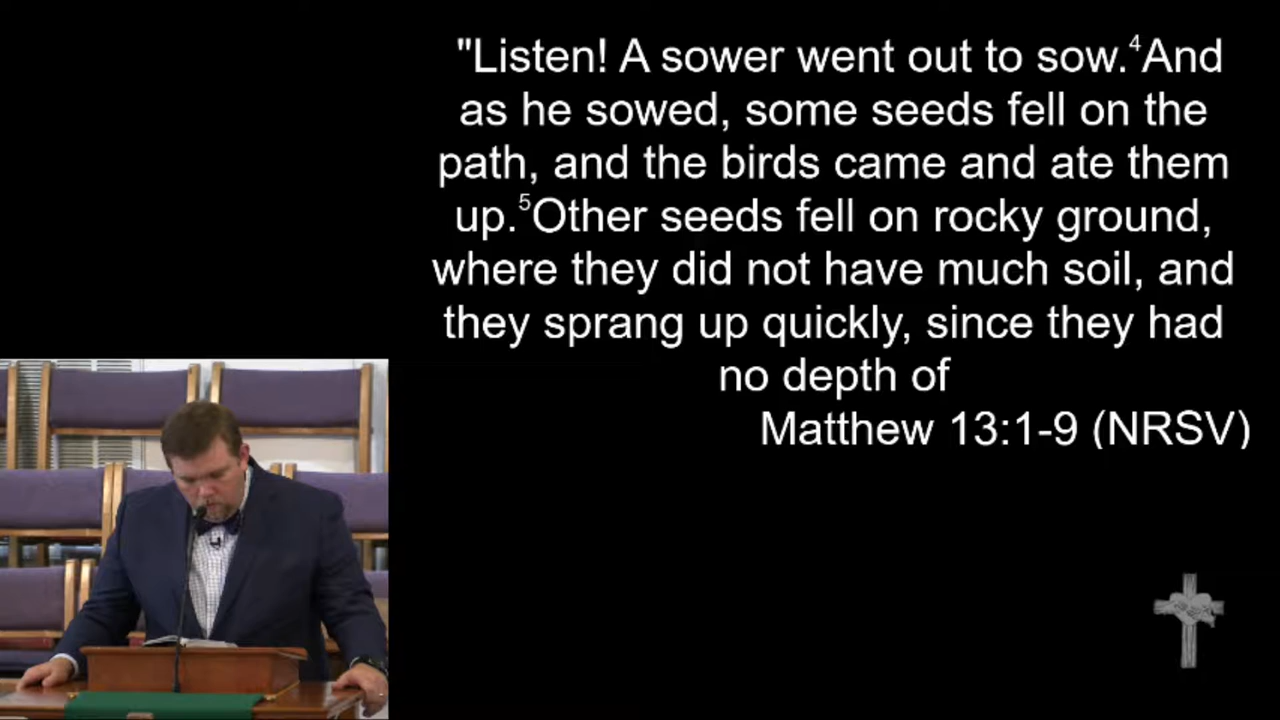 "Listen! A sower went out to sow.⁴And
as he sowed, some seeds fell on the
path, and the birds came and ate them
up.⁵Other seeds fell on rocky ground,
where they did not have much soil, and
they sprang up quickly, since they had
no depth of
Matthew 13:1-9 (NRSV)